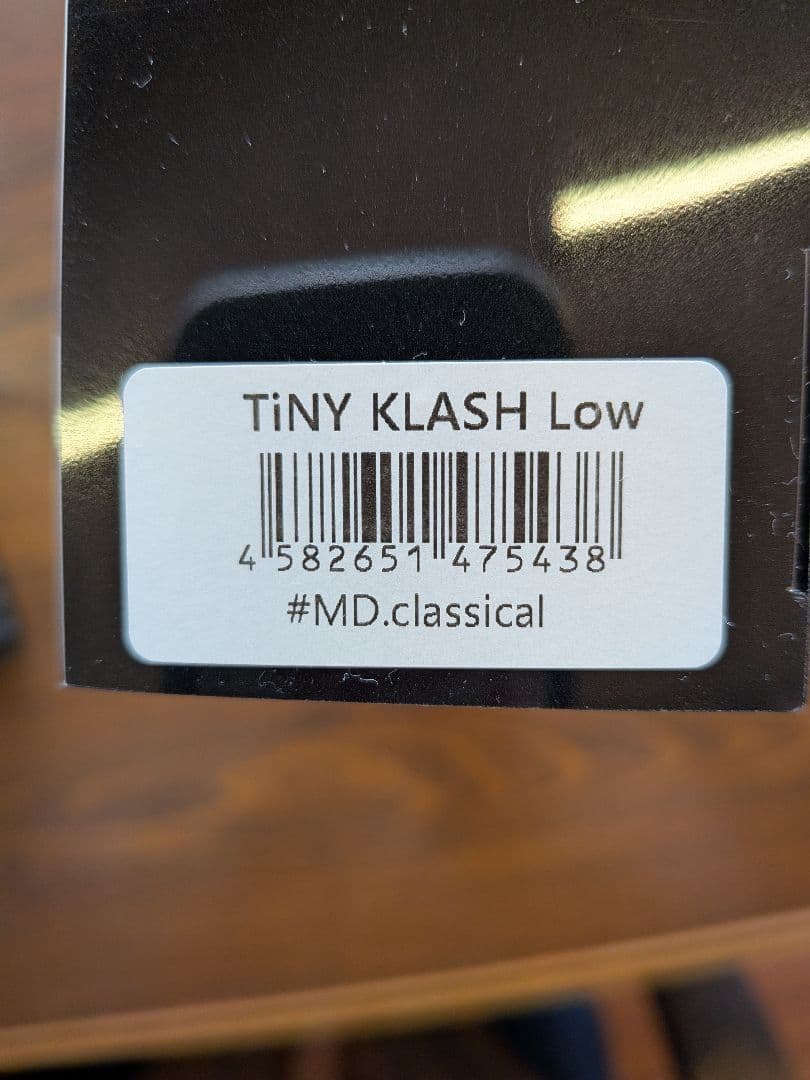 TiNY KLASH Low
4 582651 475438
#MD.classical